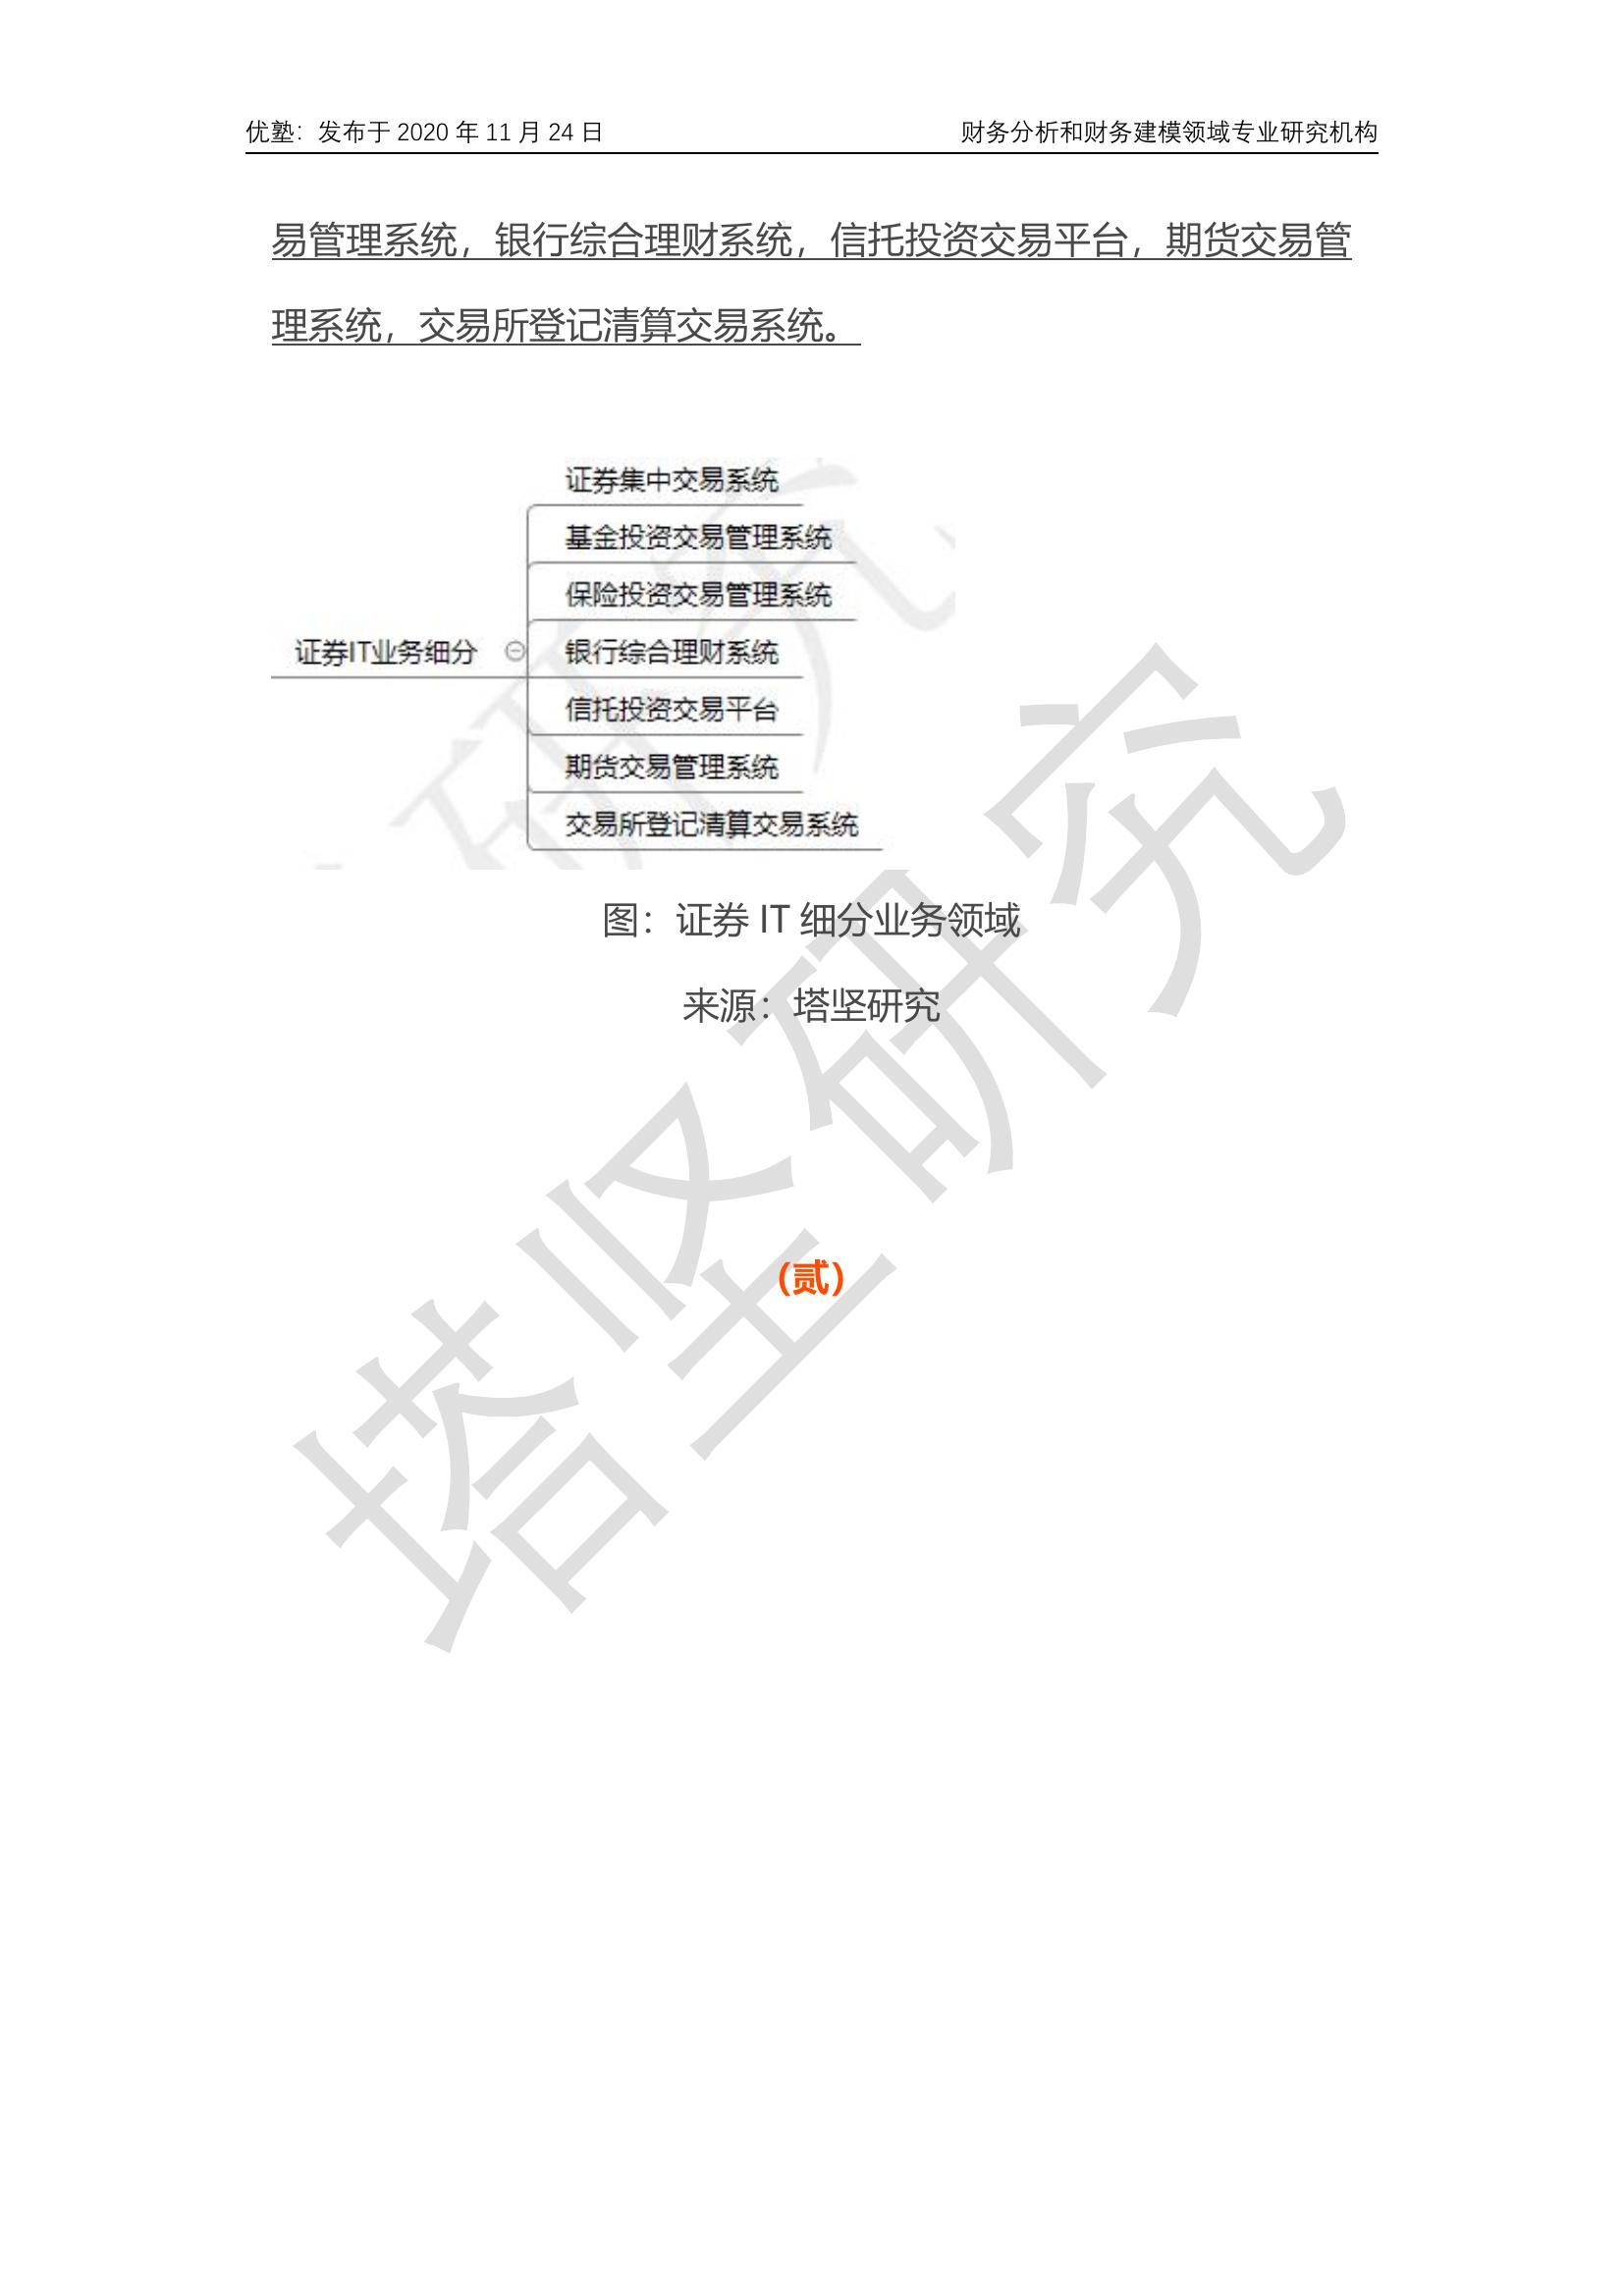 优塾：发布于 2020 年 11 月 24 日 财务分析和财务建模领域专业研究机构
易管理系统，银行综合理财系统，信托投资交易平台，期货交易管
理系统，交易所登记清算交易系统。
证券集中交易系统
基金投资交易管理系统
保险投资交易管理系统
证券IT业务细分
银行综合理财系统
信托投资交易平台
期货交易管理系统
交易所登记清算交易系统
图：证券 IT 细分业务领域
来源：塔坚研究
(贰)
塔坚研究